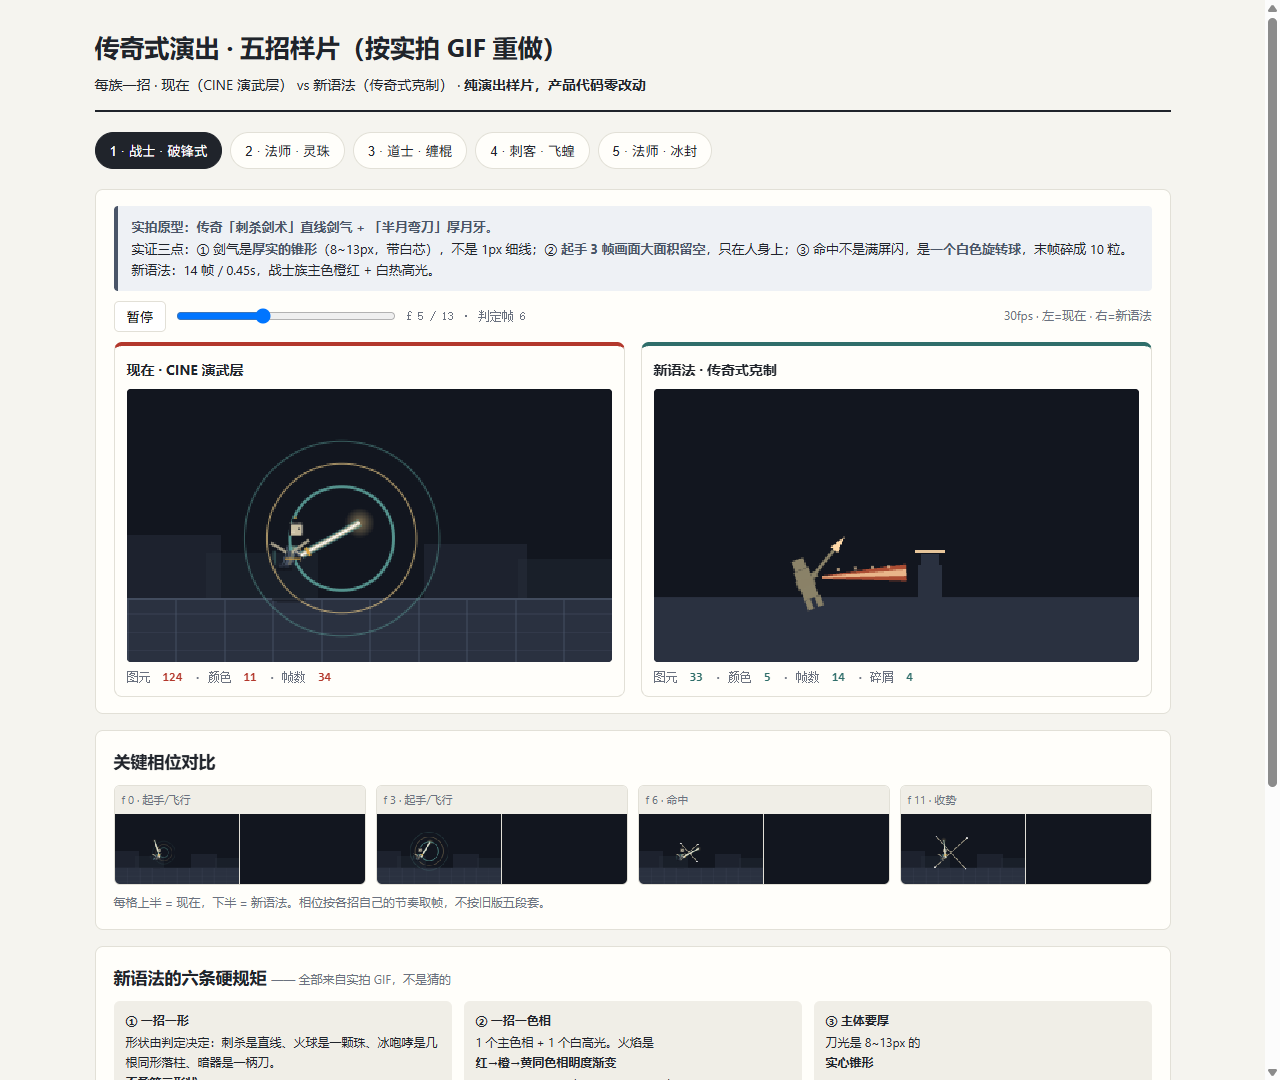 传奇式演出 · 五招样片（按实拍 GIF 重做）
每族一招 · 现在（CINE 演武层） vs 新语法（传奇式克制） · 纯演出样片，产品代码零改动
1 · 战士 · 破锋式
2 · 法师 · 灵珠
3 · 道士 · 缠棍
4 · 刺客 · 飞蝗
5 · 法师 · 冰封
实拍原型：传奇「刺杀剑术」直线剑气 + 「半月弯刀」厚月牙。
实证三点：① 剑气是厚实的锥形（8~13px，带白芯），不是 1px 细线；② 起手 3 帧画面大面积留空，只在人身上；③ 命中不是满屏闪，是一个白色旋转球，末帧碎成 10 粒。
新语法：14 帧 / 0.45s，战士族主色橙红 + 白热高光。
暂停
f 5 / 13 · 判定帧 6
30fps · 左=现在 · 右=新语法
现在 · CINE 演武层
新语法 · 传奇式克制
图元 124 · 颜色 11 · 帧数 34
图元 33 · 颜色 5 · 帧数 14 · 碎屑 4
关键相位对比
f 0 · 起手/飞行
f 3 · 起手/飞行
f 6 · 命中
f 11 · 收势
每格上半 = 现在，下半 = 新语法。相位按各招自己的节奏取帧，不按旧版五段套。
新语法的六条硬规矩 —— 全部来自实拍 GIF，不是猜的
① 一招一形
形状由判定决定：刺杀是直线、火球是一颗珠、冰咆哮是几
根同形落柱、暗器是一柄刀。
② 一招一色相
1 个主色相 + 1 个白高光。火焰是
红→橙→黄同色相明度渐变
③ 主体要厚
刀光是 8~13px 的
实心锥形